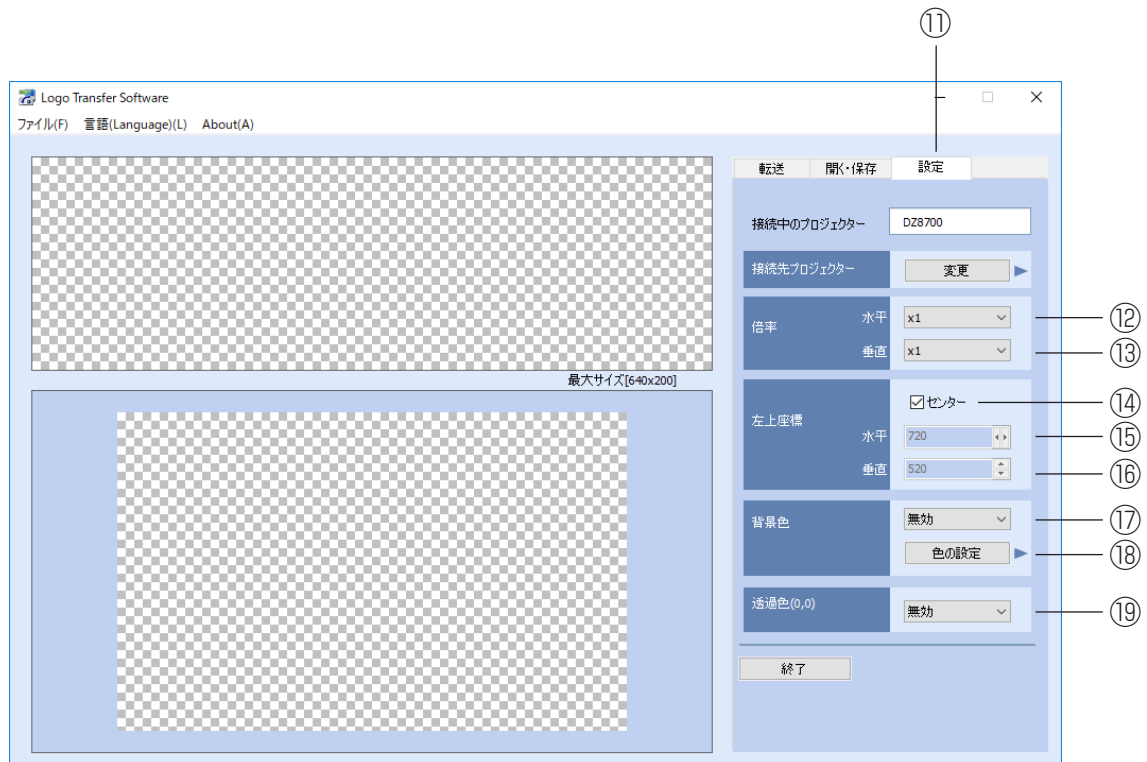 ⑪
Logo Transfer Software
ファイル(F) 言語(Language)(L) About(A)
転送 開く・保存 設定
接続中のプロジェクター DZ8700
接続先プロジェクター 変更
倍率 水平 x1 ⑫
垂直 x1 ⑬
最大サイズ[640x200]
センター ⑭
左上座標
水平 720 ⑮
垂直 520 ⑯
背景色 無効 ⑰
色の設定 ⑱
透過色(0,0) 無効 ⑲
終了